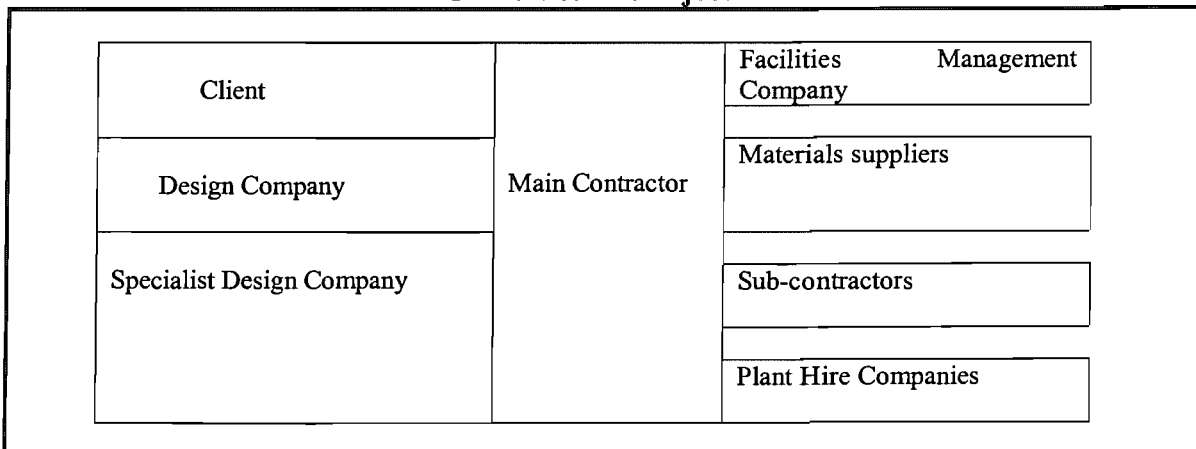 Client
Design Company
Specialist Design Company
Main Contractor
Facilities Management
Company
Materials suppliers
Sub-contractors
Plant Hire Companies